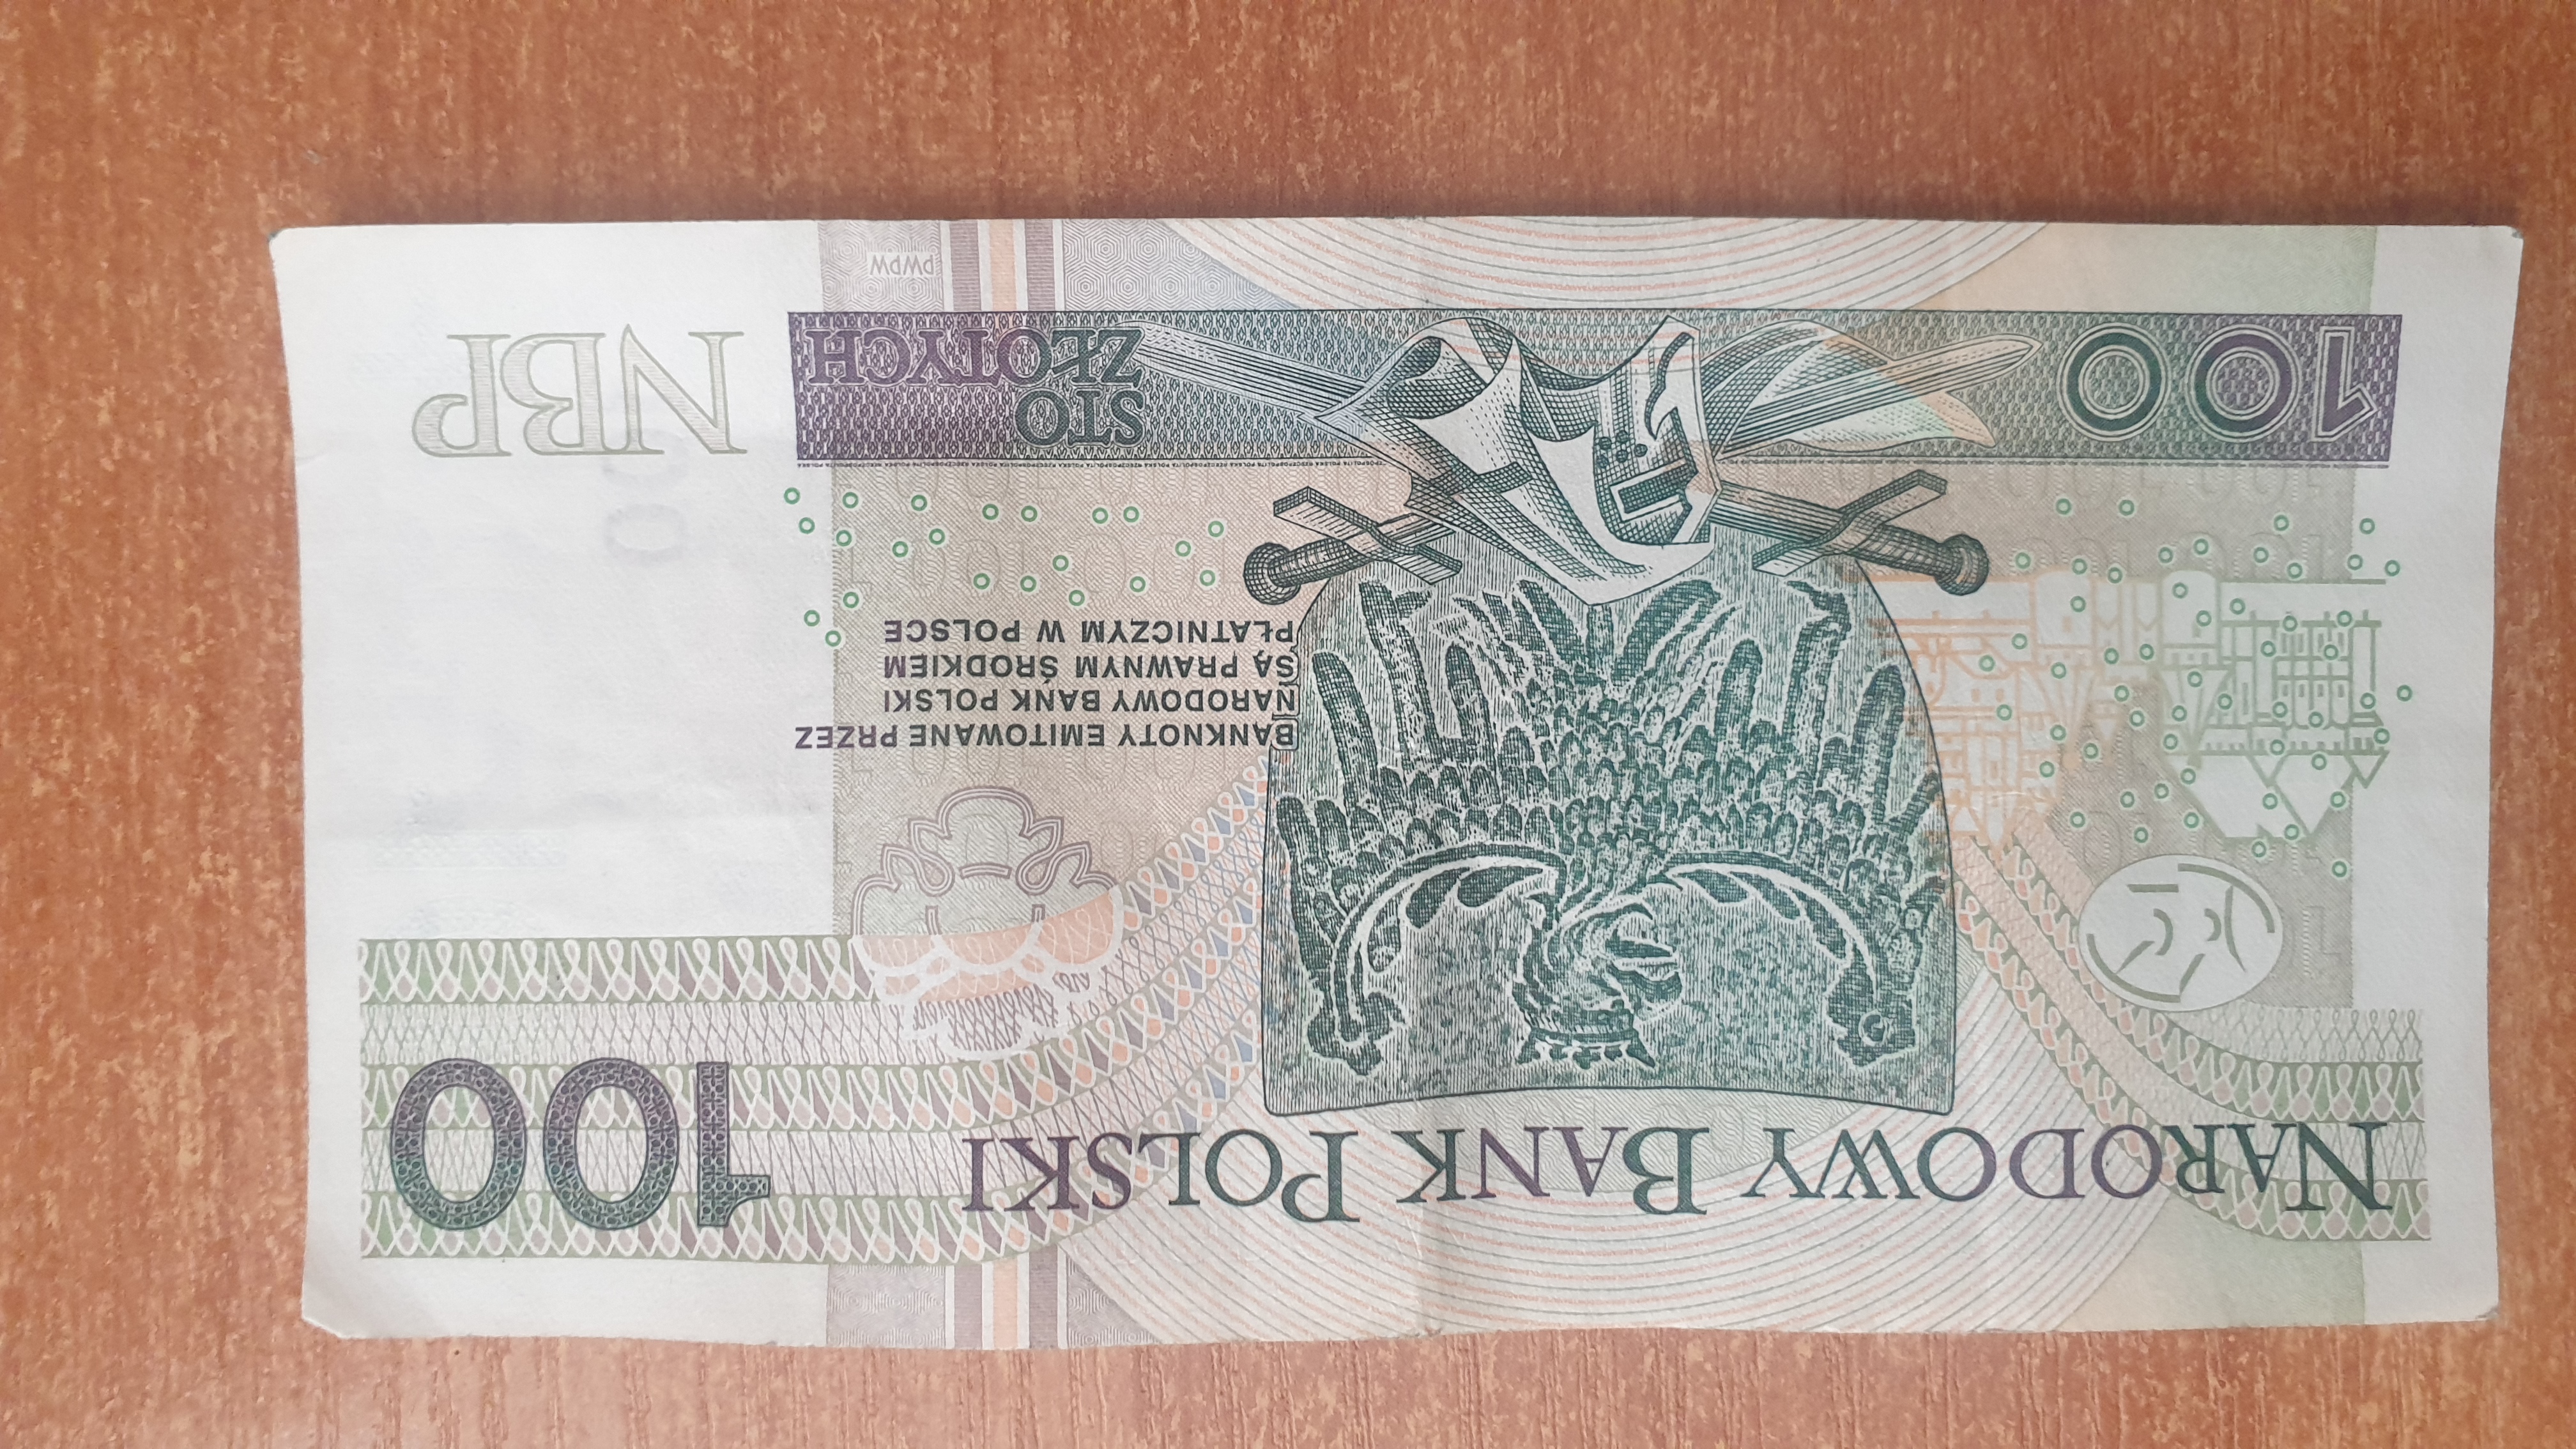 NARODOWY BANK POLSKI 100
BANKNOTY EMITOWANE PRZEZ
NARODOWY BANK POLSKI
SĄ PRAWNYM ŚRODKIEM
PŁATNICZYM W POLSCE
100
STO
ZŁOTYCH
NBP
PWPW